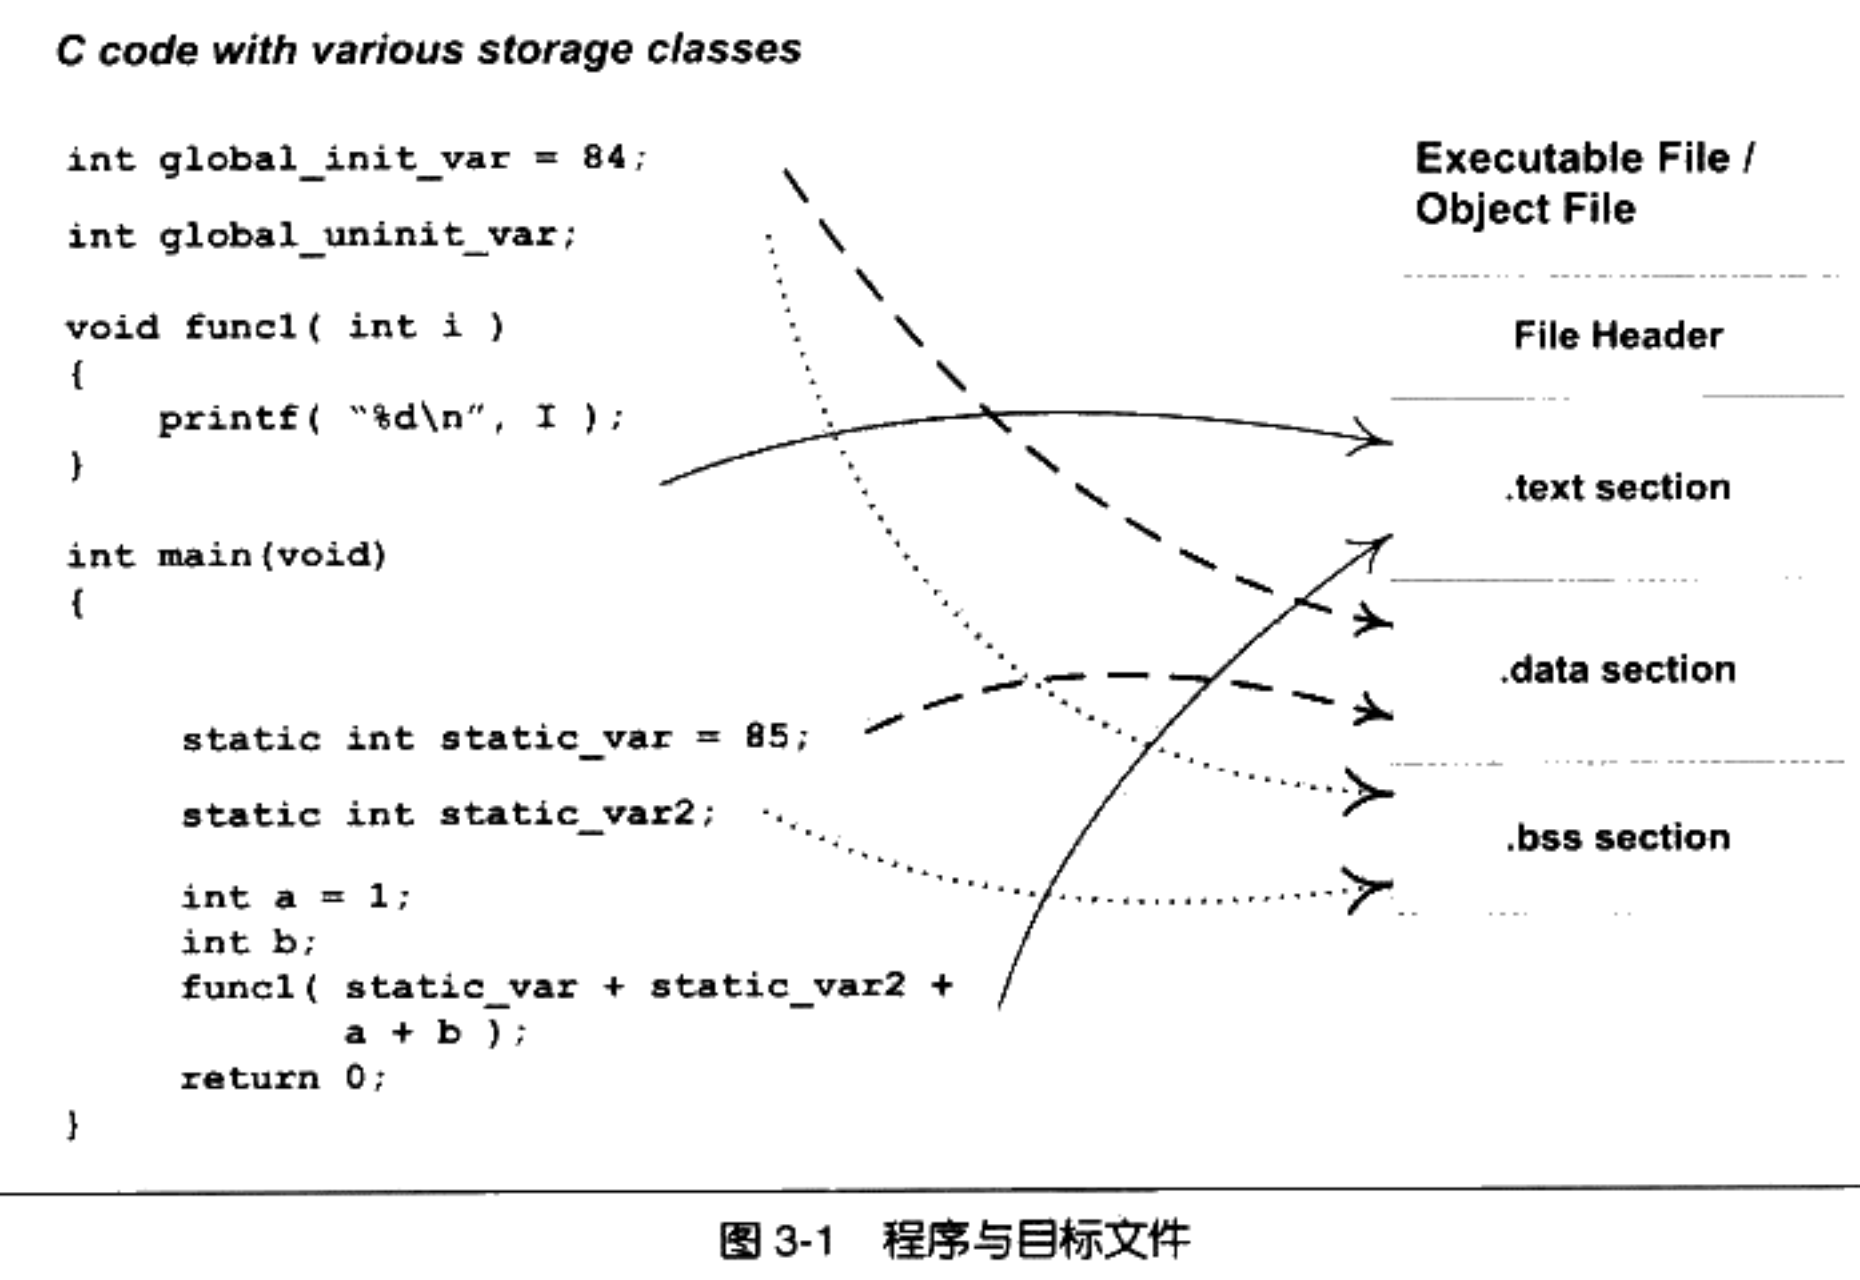 C code with various storage classes
int global_init_var = 84;
int global_uninit_var;
void func1( int i )
{
printf( “%d\n”, I );
}
int main(void)
{
static int static_var = 85;
static int static_var2;
int a = 1;
int b;
func1( static_var + static_var2 +
a + b );
return 0;
}
Executable File /
Object File
File Header
.text section
.data section
.bss section
图 3-1 程序与目标文件